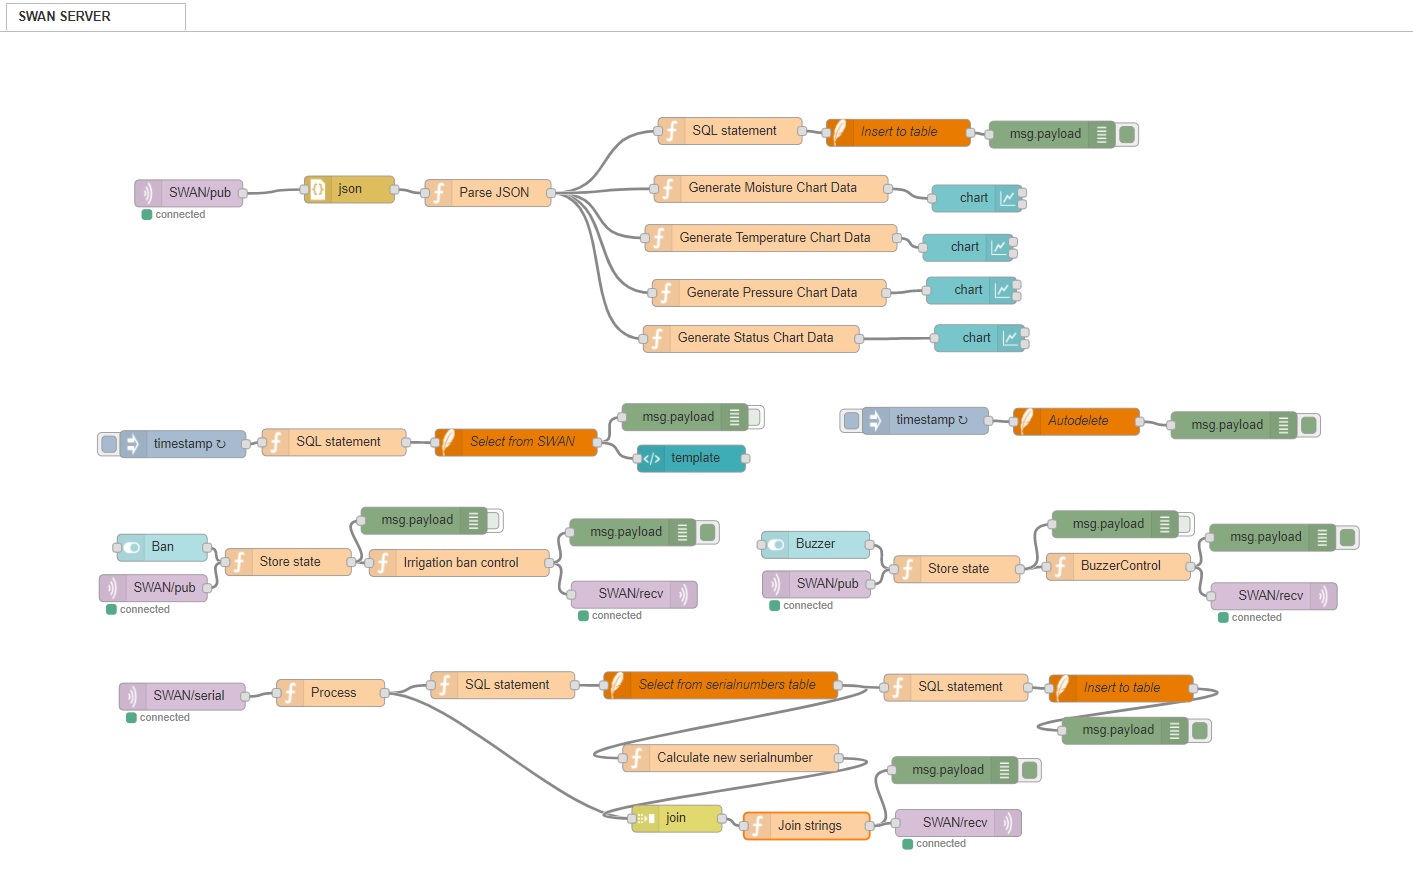 SWAN SERVER
SQL statement
Insert to table
msg.payload
SWAN/pub
connected
json
Parse JSON
Generate Moisture Chart Data
chart
Generate Temperature Chart Data
chart
Generate Pressure Chart Data
chart
Generate Status Chart Data
chart
timestamp ↻
SQL statement
Select from SWAN
msg.payload
template
timestamp ↻
Autodelete
msg.payload
Ban
SWAN/pub
connected
Store state
msg.payload
Irrigation ban control
msg.payload
SWAN/recv
connected
Buzzer
SWAN/pub
connected
Store state
msg.payload
BuzzerControl
msg.payload
SWAN/recv
connected
SWAN/serial
connected
Process
SQL statement
Select from serialnumbers table
SQL statement
Insert to table
msg.payload
Calculate new serialnumber
msg.payload
join
Join strings
SWAN/recv
connected